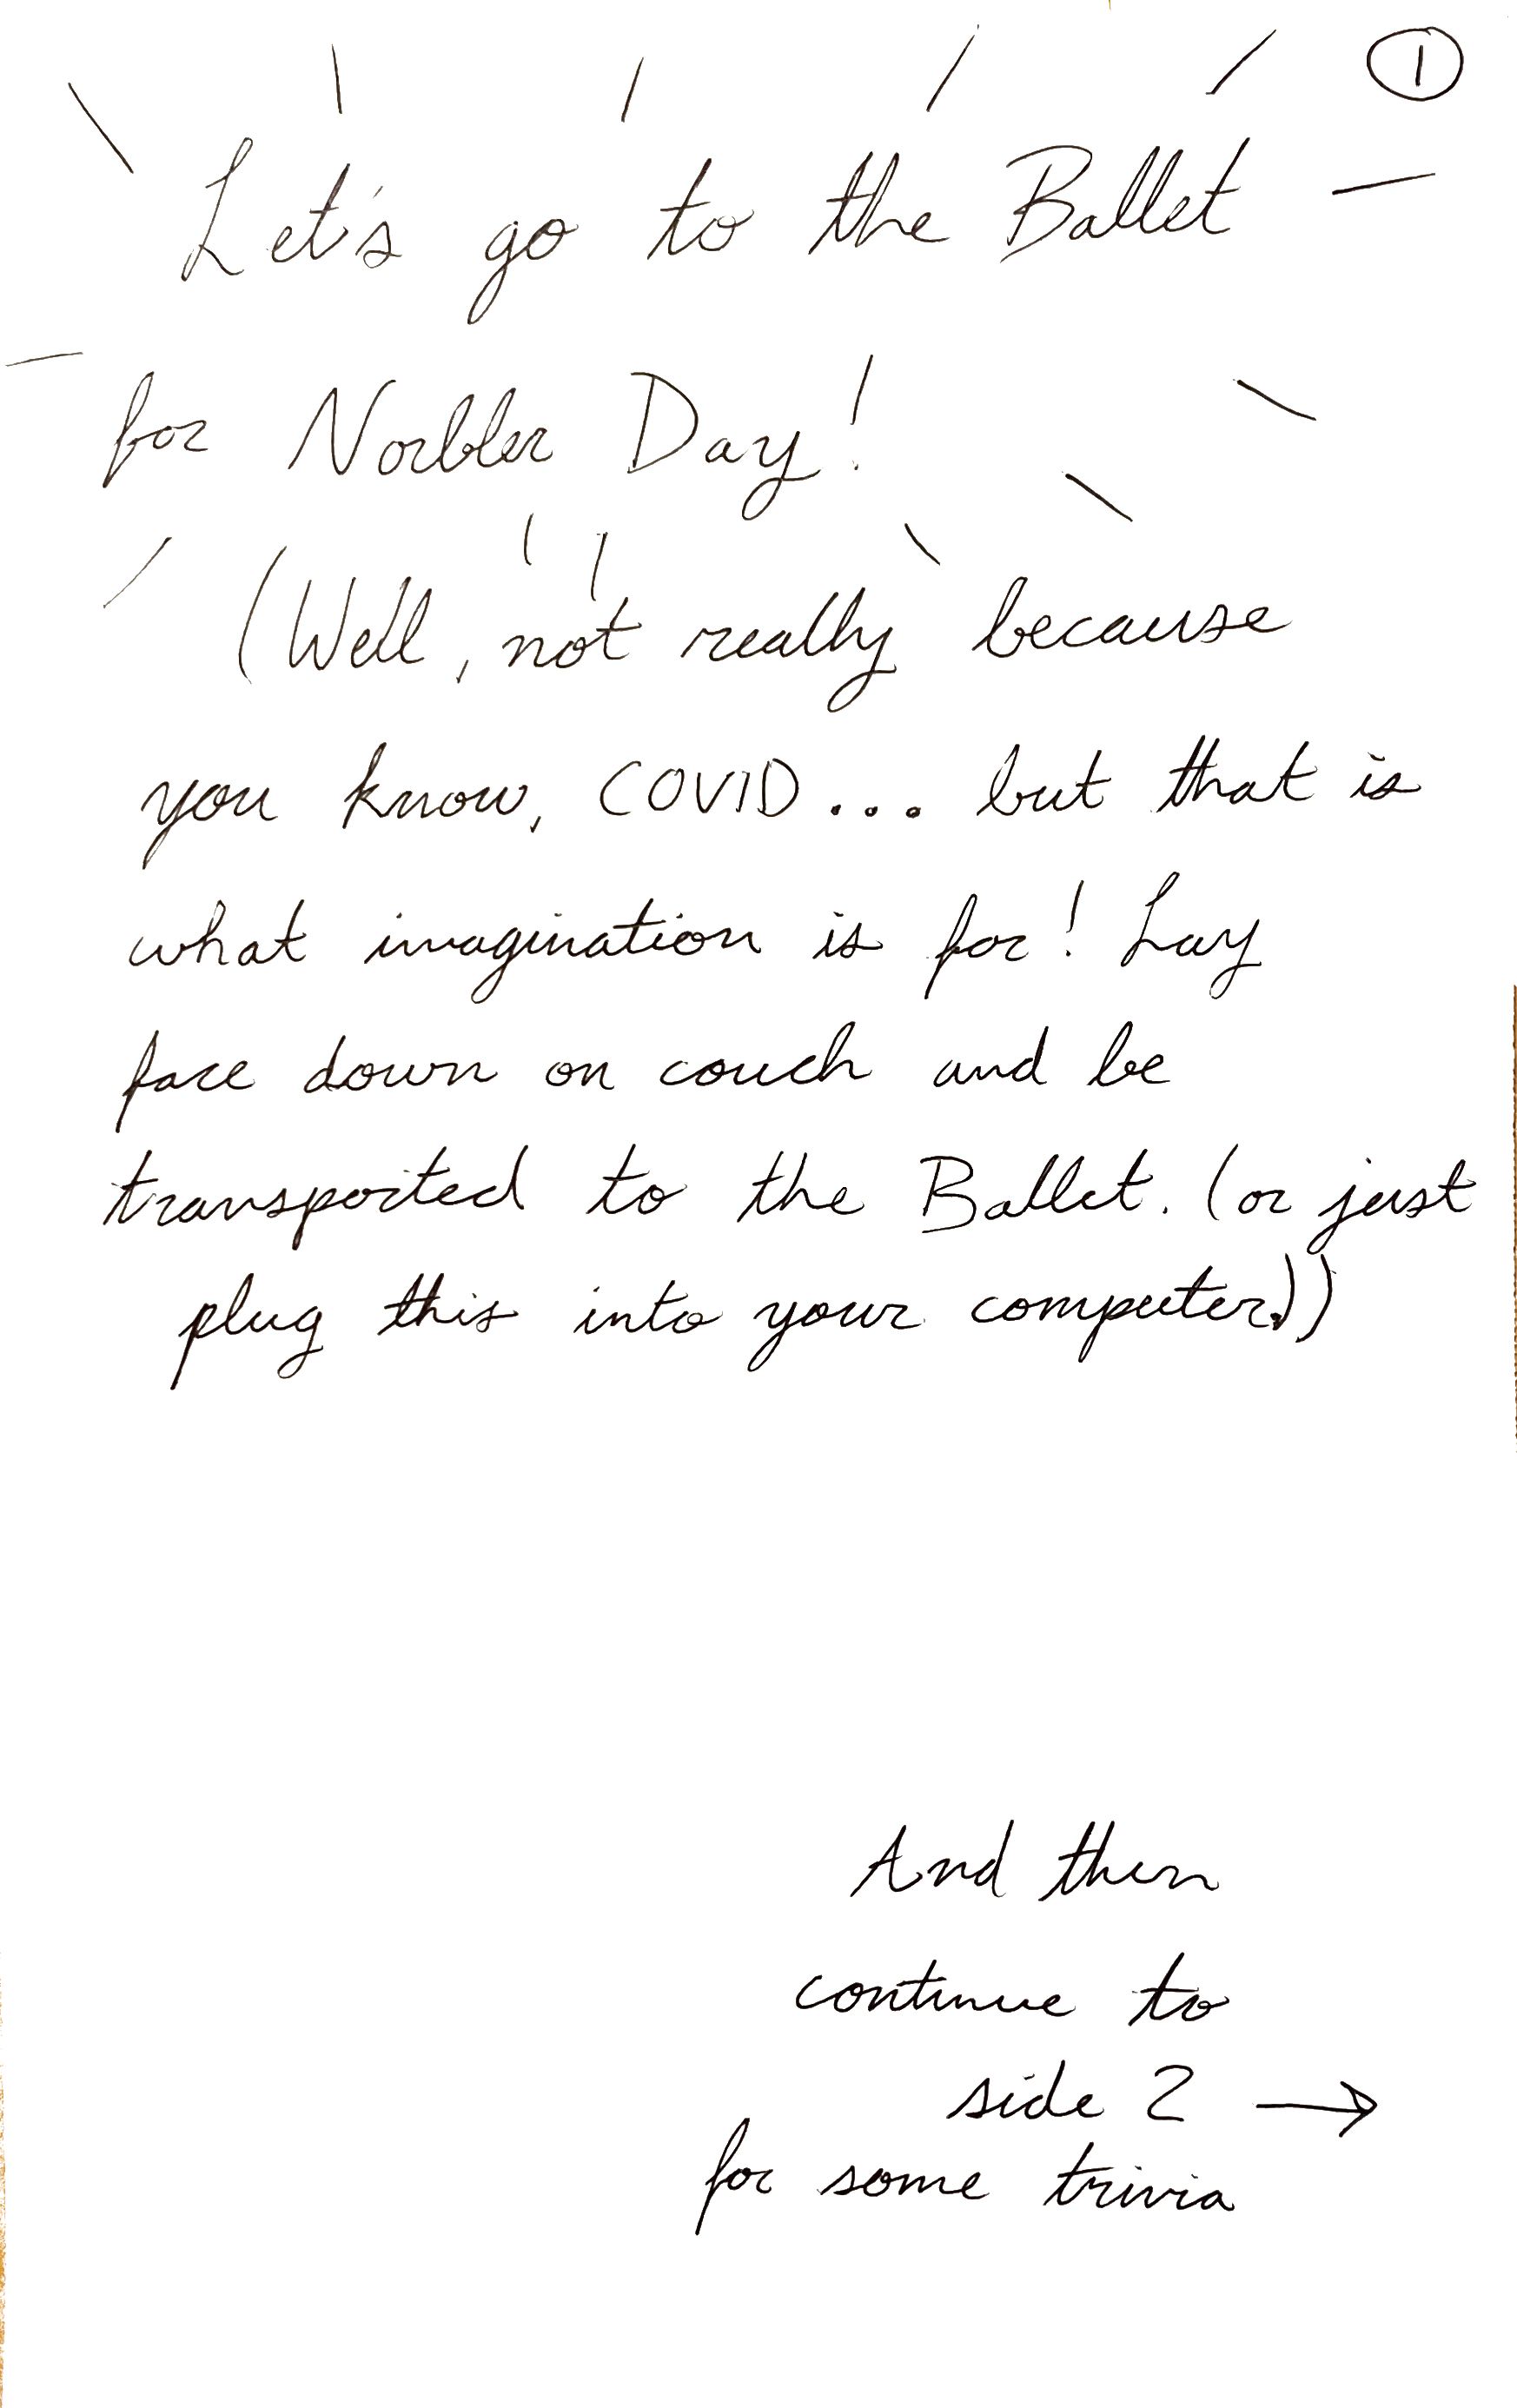 ①
Let's go to the Ballet
for Norbler Day!
(Well, not really because
you know, COVID... but that is
what imagination is for! Lay
face down on couch and be
transported to the Ballet. (or just
plug this into your computer.))
And then
continue to
side 2 →
for some trivia